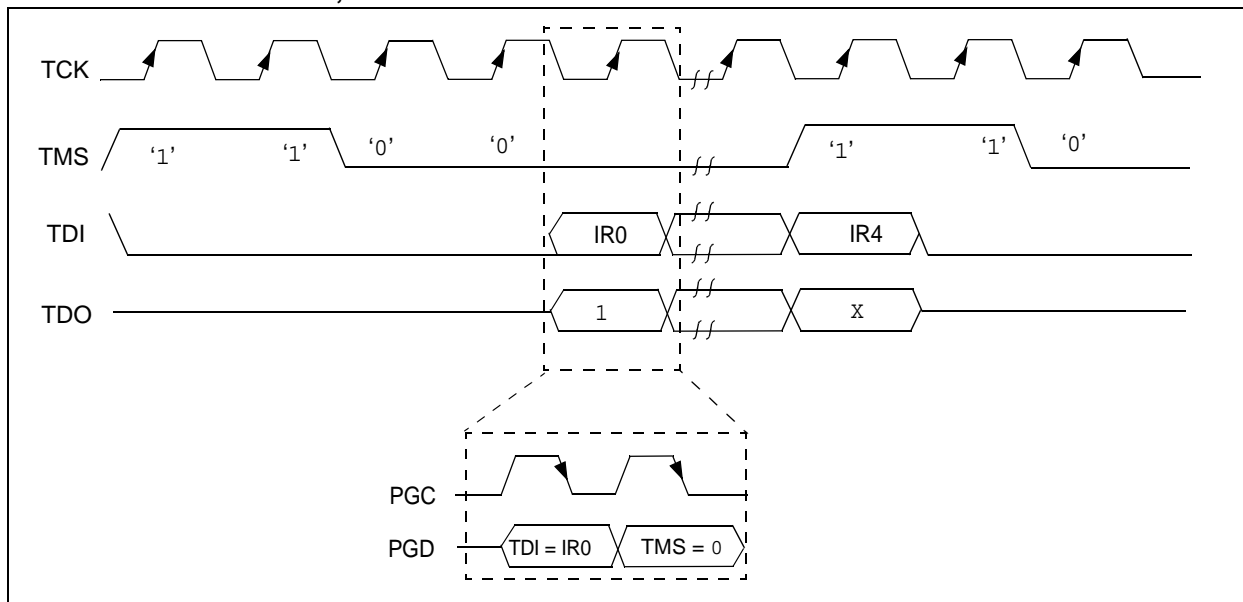 TCK
TMS ‘1’ ‘1’ ‘0’ ‘0’ ‘1’ ‘1’ ‘0’
TDI IR0 IR4
TDO 1 X
PGC
PGD TDI = IR0 TMS = 0